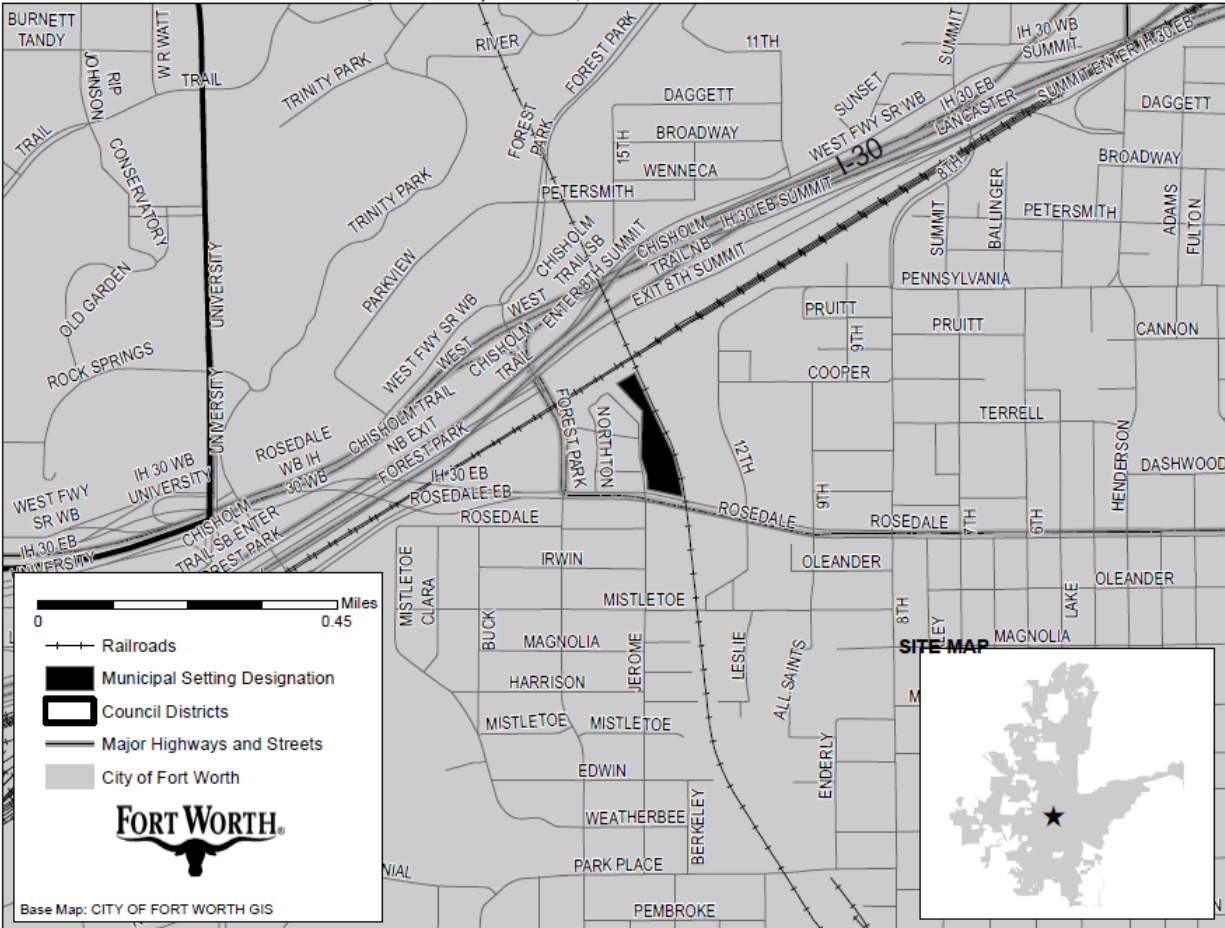 BURNETT
TANDY
W R WATT
RIP
JOHNSON
TRAIL
TRINITY PARK
RIVER
FOREST PARK
11TH
SUMMIT
IH 30 WB
SUMMIT
SUMMIT ENTER IH 30 EB
SUNSET
IH 30 EB
LANCASTER
DAGGETT
DAGGETT
TRAIL
CONSERVATORY
FOREST
PARK
15TH
BROADWAY
WEST FWY SR WB
I-30
BROADWAY
WENNECA
8TH
TRINITY PARK
PETERSMITH
IH 30 EB SUMMIT
SUMMIT
BALLINGER
PETERSMITH
ADAMS
FULTON
OLD GARDEN
UNIVERSITY
UNIVERSITY
PARKVIEW
CHISHOLM
TRAIL SB
ENTER 8TH SUMMIT
CHISHOLM
TRAIL NB
EXIT 8TH SUMMIT
PENNSYLVANIA
WEST FWY SR WB
WEST
WEST
CHISHOLM
TRAIL
PRUITT
9TH
PRUITT
CANNON
ROCK SPRINGS
COOPER
UNIVERSITY
CHISHOLM TRAIL
NB EXIT
FOREST PARK
FOREST PARK
NORTHTON
TERRELL
12TH
HENDERSON
DASHWOOD
ROSEDALE
WB IH
30 WB
IH 30 WB
UNIVERSITY
IH 30 EB
ROSEDALE EB
WEST FWY
SR WB
9TH
ROSEDALE
ROSEDALE
ROSEDALE
7TH
6TH
CHISHOLM
TRAIL SB ENTER
FOREST PARK
IH 30 EB
UNIVERSITY
IRWIN
OLEANDER
OLEANDER
MISTLETOE
CLARA
MISTLETOE
8TH
LAKE
BUCK
MAGNOLIA
JEROME
LESLIE
ALL SAINTS
MAGNOLIA
HARRISON
MISTLETOE
MISTLETOE
EDWIN
ENDERLY
WEATHERBEE
BERKELEY
PARK PLACE
PEMBROKE
Miles
0
0.45
Railroads
Municipal Setting Designation
Council Districts
Major Highways and Streets
City of Fort Worth
FORT WORTH®
Base Map: CITY OF FORT WORTH GIS
SITE MAP